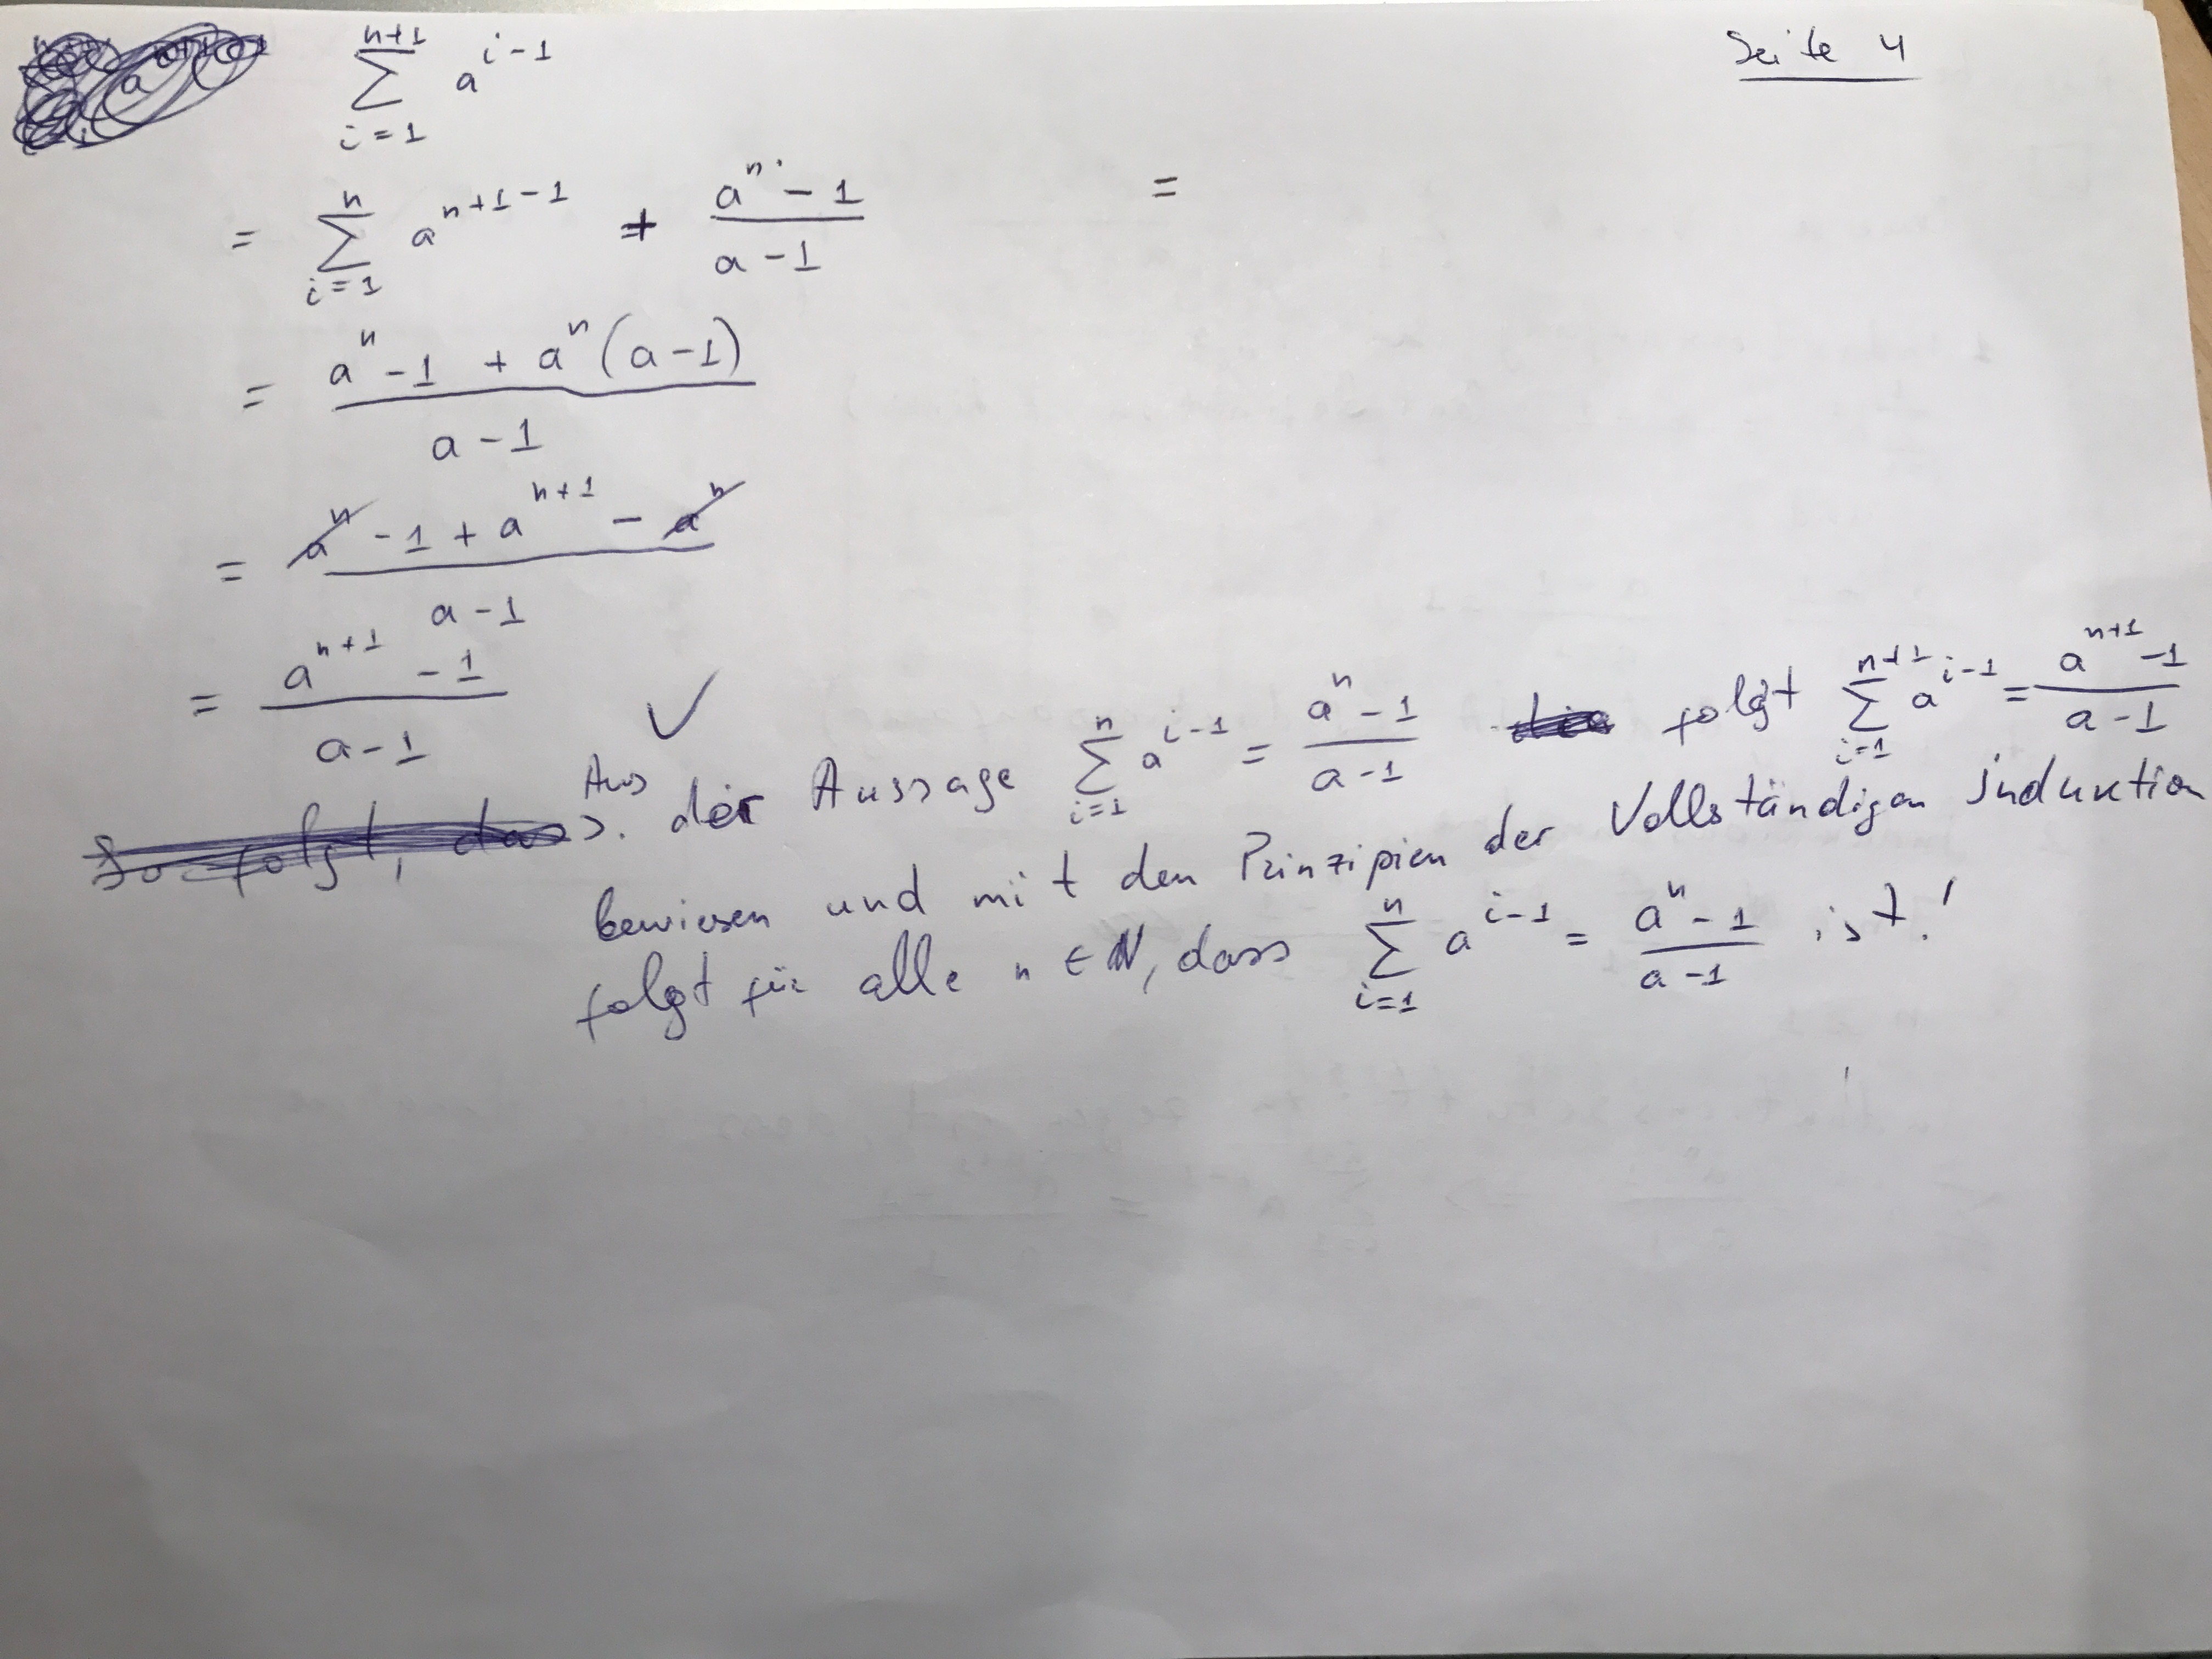 Seite 4
\sum_{i=1}^{n+1} a^{i-1}
= \sum_{i=1}^{n} a^{n+1-1} + \frac{a^n - 1}{a-1} =
= \frac{a^n - 1 + a^n (a-1)}{a-1}
= \frac{a^n - 1 + a^{n+1} - a^n}{a-1}
= \frac{a^{n+1} - 1}{a-1} ✓
So folgt, dass. Aus der Aussage \sum_{i=1}^{n} a^{i-1} = \frac{a^n - 1}{a-1} folgt \sum_{i=1}^{n+1} a^{i-1} = \frac{a^{n+1} - 1}{a-1}
bewiesen und mit den Prinzipien der Vollständigen Induktion
folgt für alle n ∈ ℕ, dass \sum_{i=1}^{n} a^{i-1} = \frac{a^n - 1}{a-1} ist!